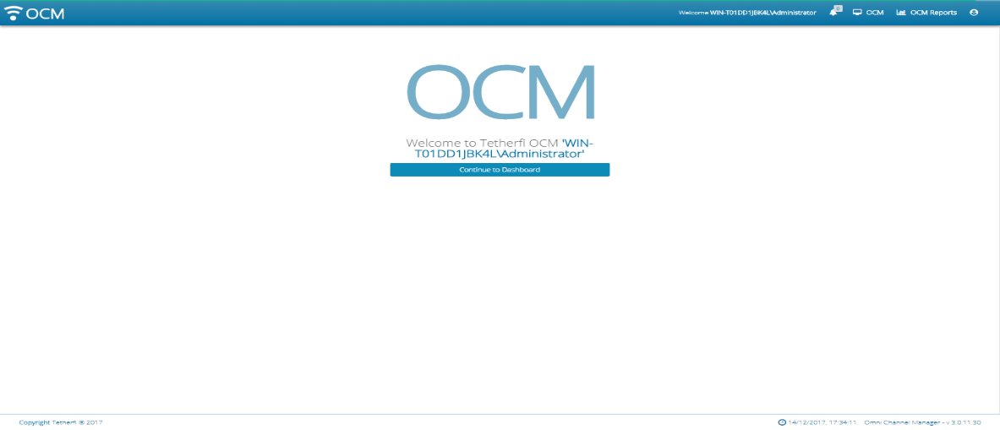 OCM
Welcome WIN-T01DD1JBK4L\Administrator 0 OCM OCM Reports
OCM
Welcome to Tetherfi OCM 'WIN-
T01DD1JBK4L\Administrator'
Continue to Dashboard
Copyright Tetherfi ® 2017
14/12/2017, 17:34:11 Omni Channel Manager - v 3.0.11.30